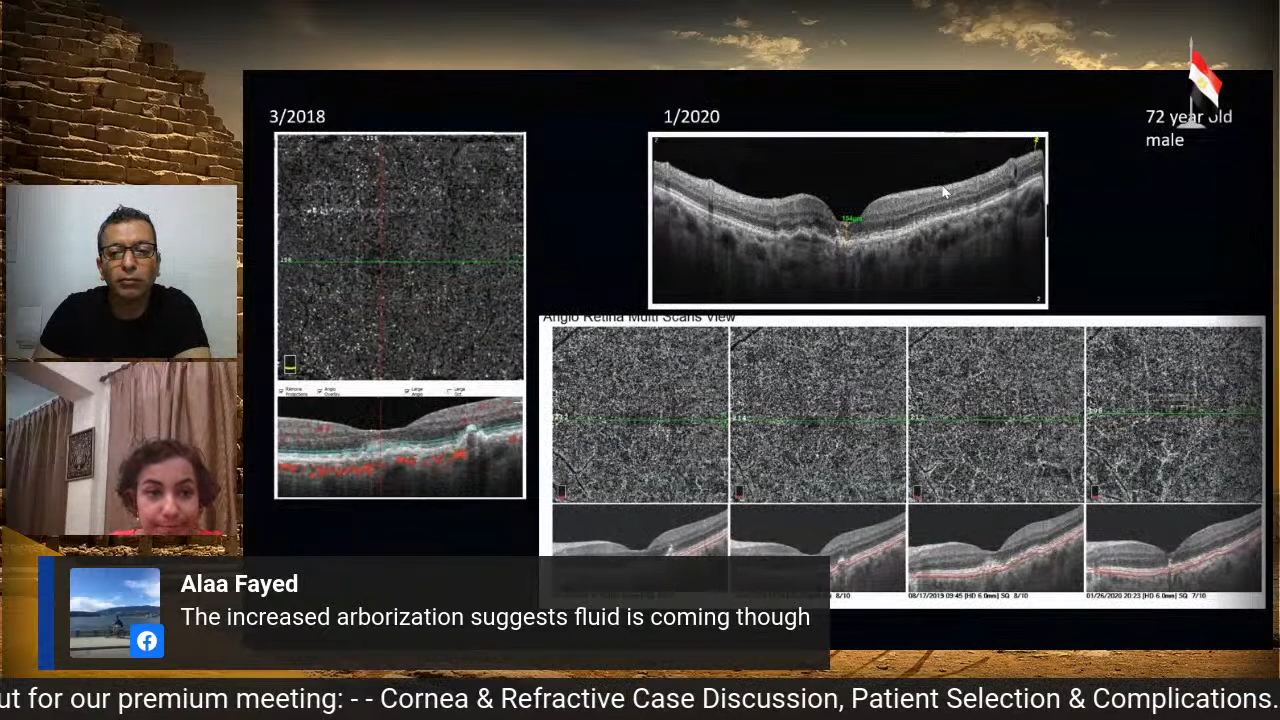 3/2018
1/2020
72 year old
male
Angio Retina Multi Scans View
8/10
08/17/2019 09:45 [HD 6.0mm] SQ 8/10
01/26/2020 20:23 [HD 6.0mm] SQ 7/10
Alaa Fayed
The increased arborization suggests fluid is coming though
ut for our premium meeting: - - Cornea & Refractive Case Discussion, Patient Selection & Complications.